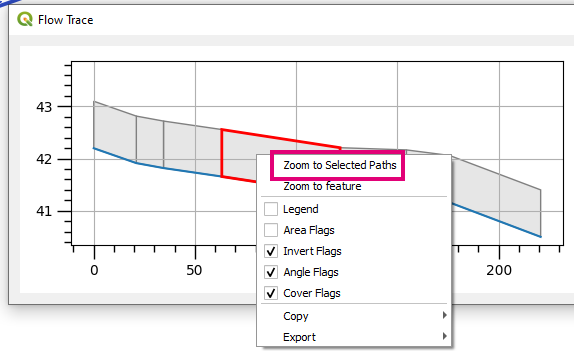 Flow Trace
43
42
41
0
50
200
Zoom to Selected Paths
Zoom to feature
Legend
Area Flags
Invert Flags
Angle Flags
Cover Flags
Copy
Export